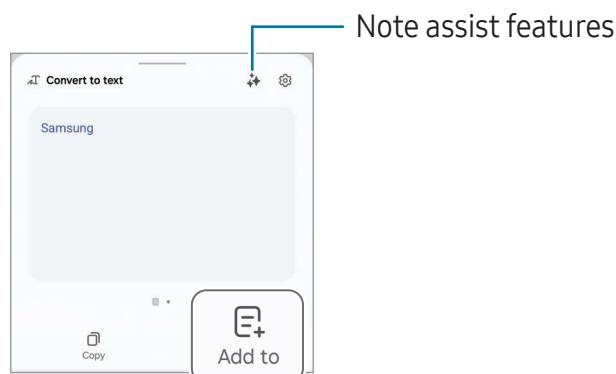 Note assist features
Convert to text
Samsung
Copy
Add to